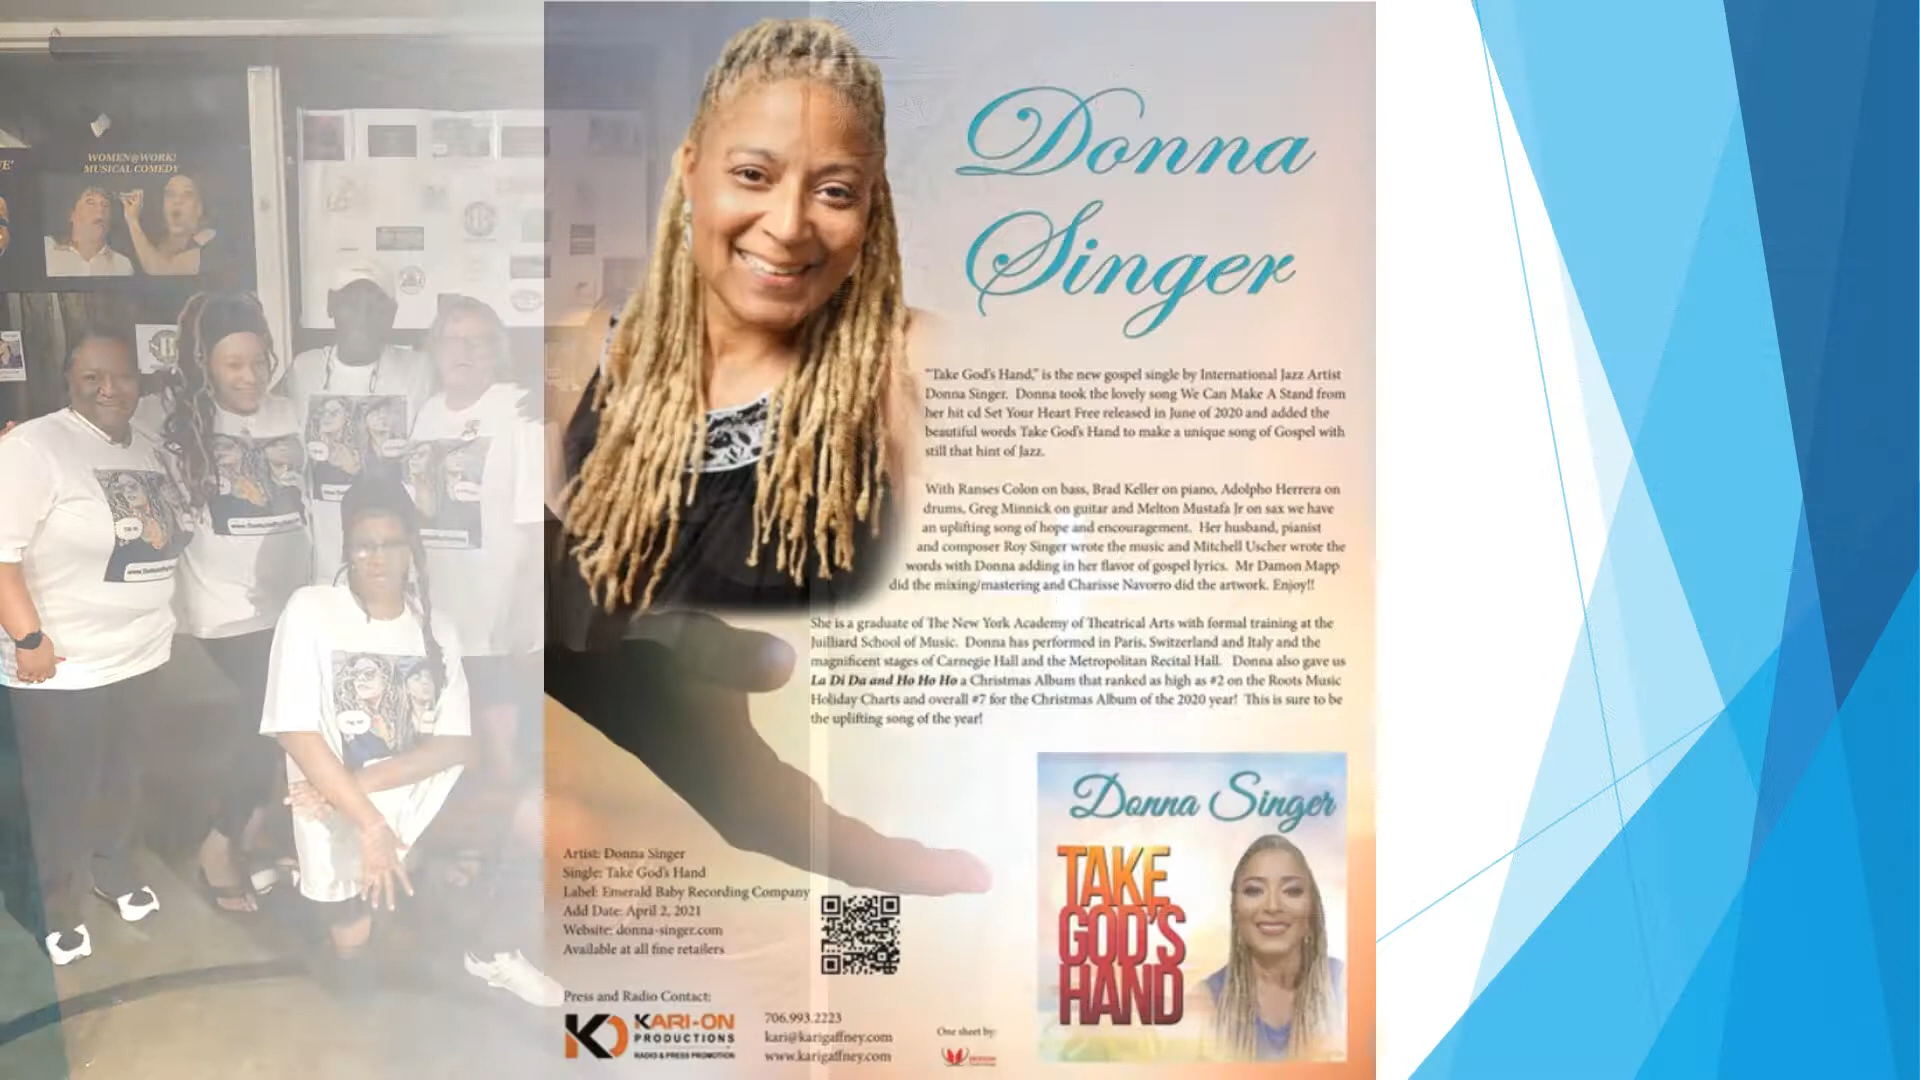 WOMEN@WORK!
MUSICAL COMEDY
Donna
Singer
"Take God's Hand," is the new gospel single by International Jazz Artist
Donna Singer. Donna took the lovely song We Can Make A Stand from
her hit cd Set Your Heart Free released in June of 2020 and added the
beautiful words Take God's Hand to make a unique song of Gospel with
still that hint of Jazz.
With Ranses Colon on bass, Brad Keller on piano, Adolpho Herrera on
drums, Greg Minnick on guitar and Melton Mustafa Jr on sax we have
an uplifting song of hope and encouragement. Her husband, pianist
and composer Roy Singer wrote the music and Mitchell Uscher wrote the
words with Donna adding in her flavor of gospel lyrics. Mr Damon Mapp
did the mixing/mastering and Charisse Navorro did the artwork. Enjoy!!
She is a graduate of The New York Academy of Theatrical Arts with formal training at the
Juilliard School of Music. Donna has performed in Paris, Switzerland and Italy and the
magnificent stages of Carnegie Hall and the Metropolitan Recital Hall. Donna also gave us
La Di Da and Ho Ho Ho a Christmas Album that ranked as high as #2 on the Roots Music
Holiday Charts and overall #7 for the Christmas Album of the 2020 year! This is sure to be
the uplifting song of the year!
Donna Singer
TAKE
GOD'S
HAND
Artist: Donna Singer
Single: Take God's Hand
Label: Emerald Baby Recording Company
Add Date: April 2, 2021
Website: donna-singer.com
Available at all fine retailers
Press and Radio Contact:
KARI-ON
PRODUCTIONS
RADIO & PRESS PROMOTION
706.993.2223
kari@karigaffney.com
www.karigaffney.com
One sheet by: